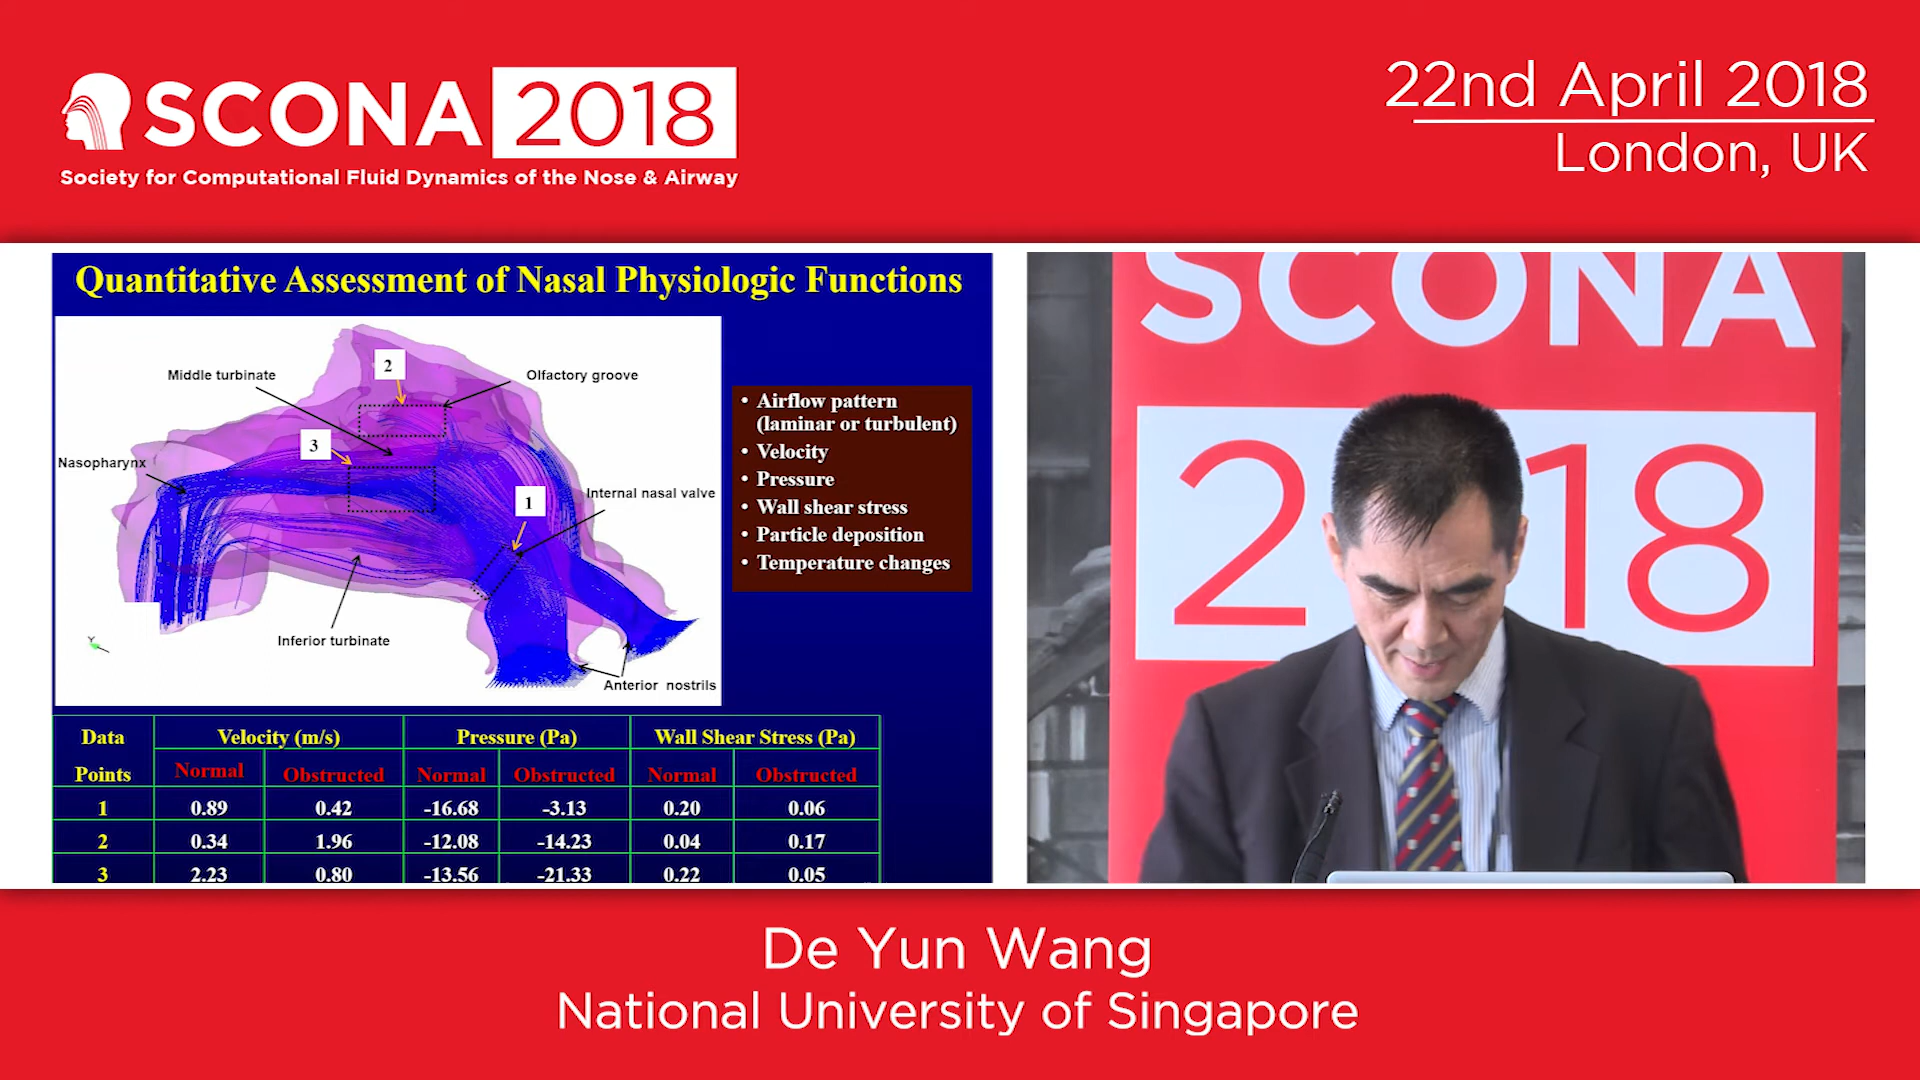 SCONA 2018
Society for Computational Fluid Dynamics of the Nose & Airway
22nd April 2018
London, UK
Quantitative Assessment of Nasal Physiologic Functions
Middle turbinate
2
Olfactory groove
3
Nasopharynx
1
Internal nasal valve
Inferior turbinate
Anterior nostrils
Y
• Airflow pattern
(laminar or turbulent)
• Velocity
• Pressure
• Wall shear stress
• Particle deposition
• Temperature changes
Data Points Velocity (m/s) Pressure (Pa) Wall Shear Stress (Pa)
Normal Obstructed Normal Obstructed Normal Obstructed
1 0.89 0.42 -16.68 -3.13 0.20 0.06
2 0.34 1.96 -12.08 -14.23 0.04 0.17
3 2.23 0.80 -13.56 -21.33 0.22 0.05
SCONA
2 18
De Yun Wang
National University of Singapore